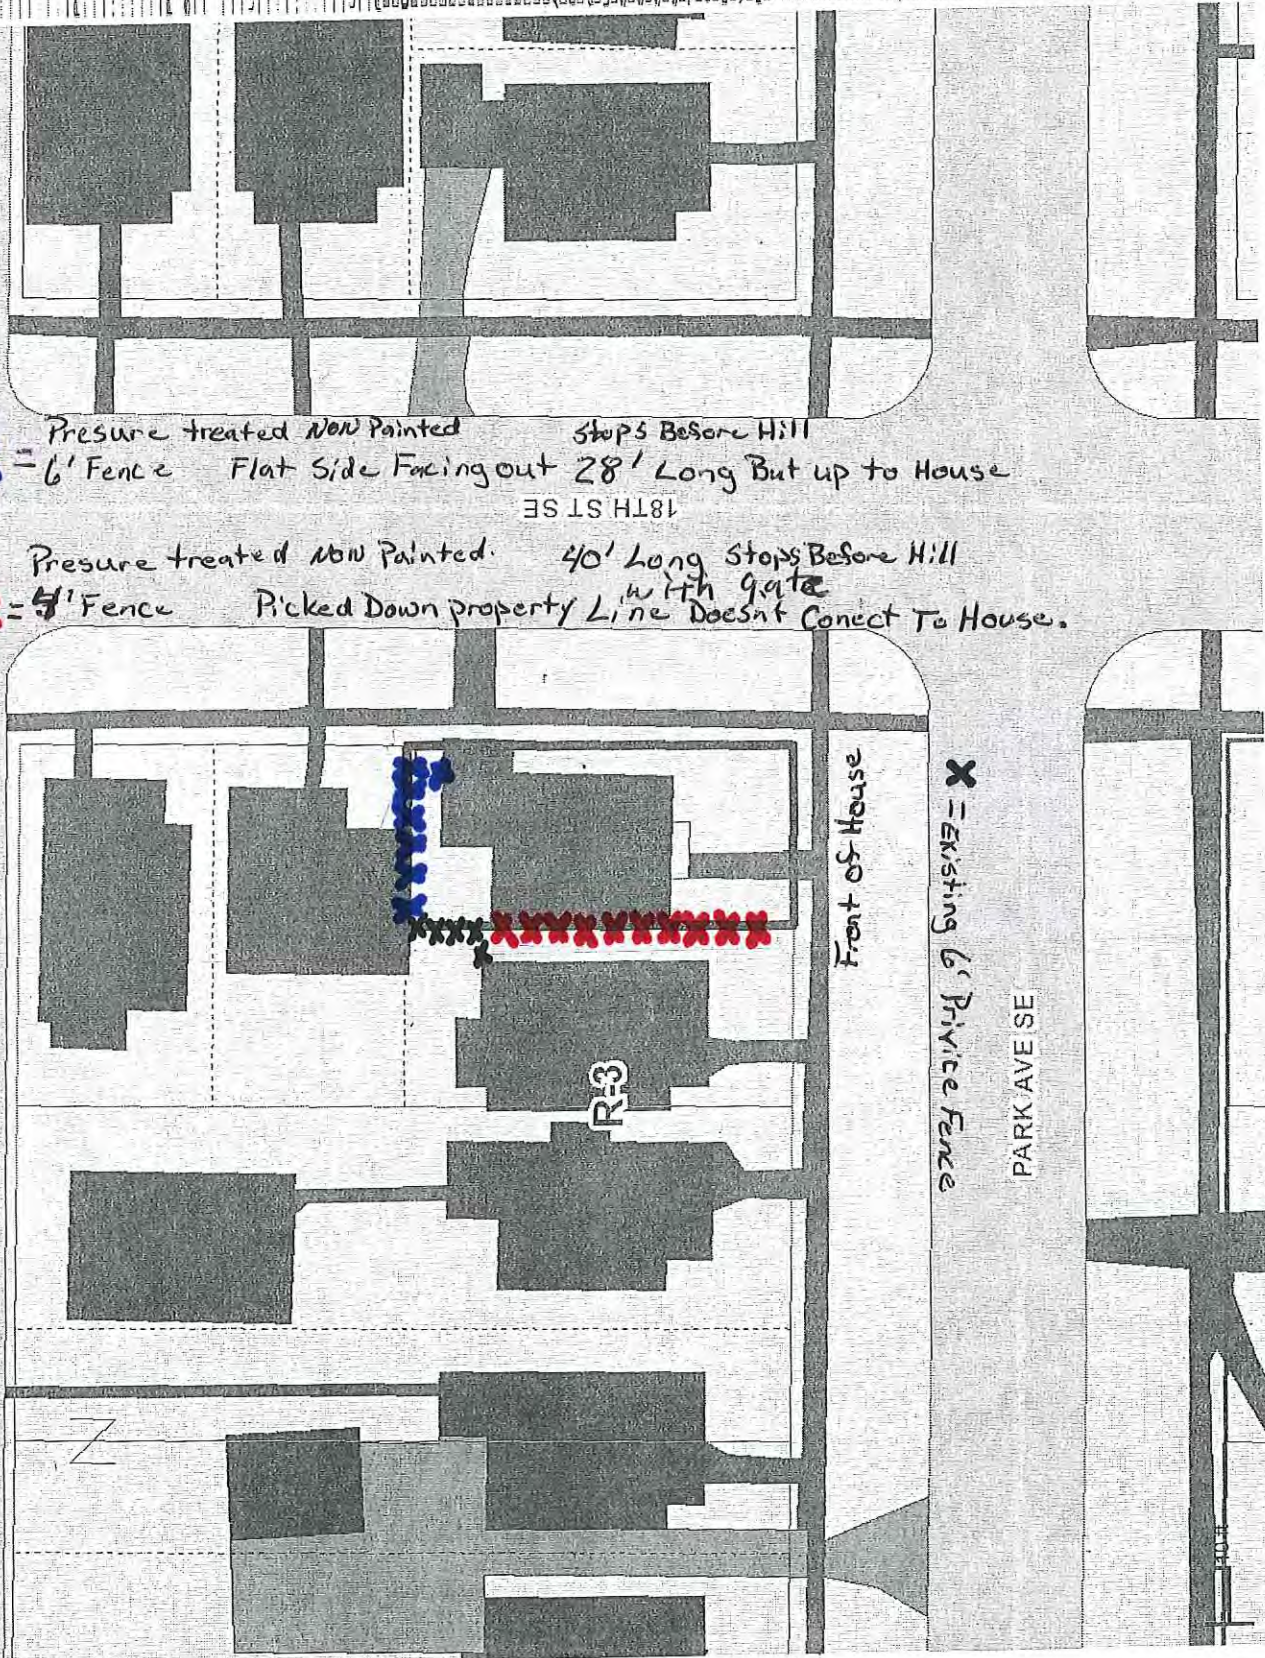 Presure treated NON Painted Stops Before Hill
= 6' Fence Flat Side Facing out 28' Long But up to House
18TH ST SE
Presure treated NON Painted. 40' Long Stops Before Hill
with gate
= ' Fence Picked Down property Line Doesnt Conect To House.
Front of House
X = Existing 6' Privice Fence
PARK AVE SE
R-3
N